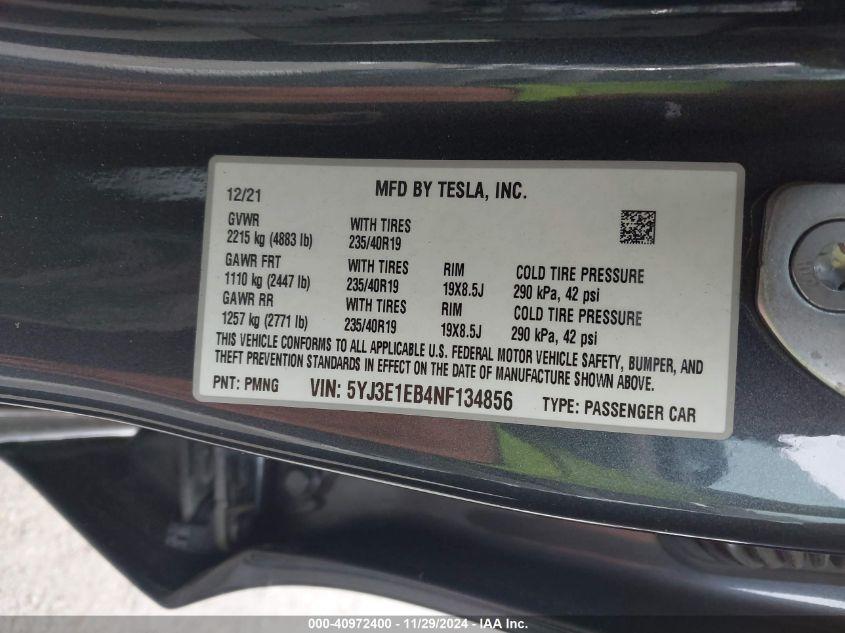 12/21 MFD BY TESLA, INC.
GVWR
2215 kg (4883 lb) WITH TIRES 235/40R19
GAWR FRT WITH TIRES RIM COLD TIRE PRESSURE
1110 kg (2447 lb) 235/40R19 19X8.5J 290 kPa, 42 psi
GAWR RR WITH TIRES RIM COLD TIRE PRESSURE
1257 kg (2771 lb) 235/40R19 19X8.5J 290 kPa, 42 psi
THIS VEHICLE CONFORMS TO ALL APPLICABLE U.S. FEDERAL MOTOR VEHICLE SAFETY, BUMPER, AND
THEFT PREVENTION STANDARDS IN EFFECT ON THE DATE OF MANUFACTURE SHOWN ABOVE.
PNT: PMNG VIN: 5YJ3E1EB4NF134856 TYPE: PASSENGER CAR
000-40972400 - 11/29/2024 - IAA, Inc.